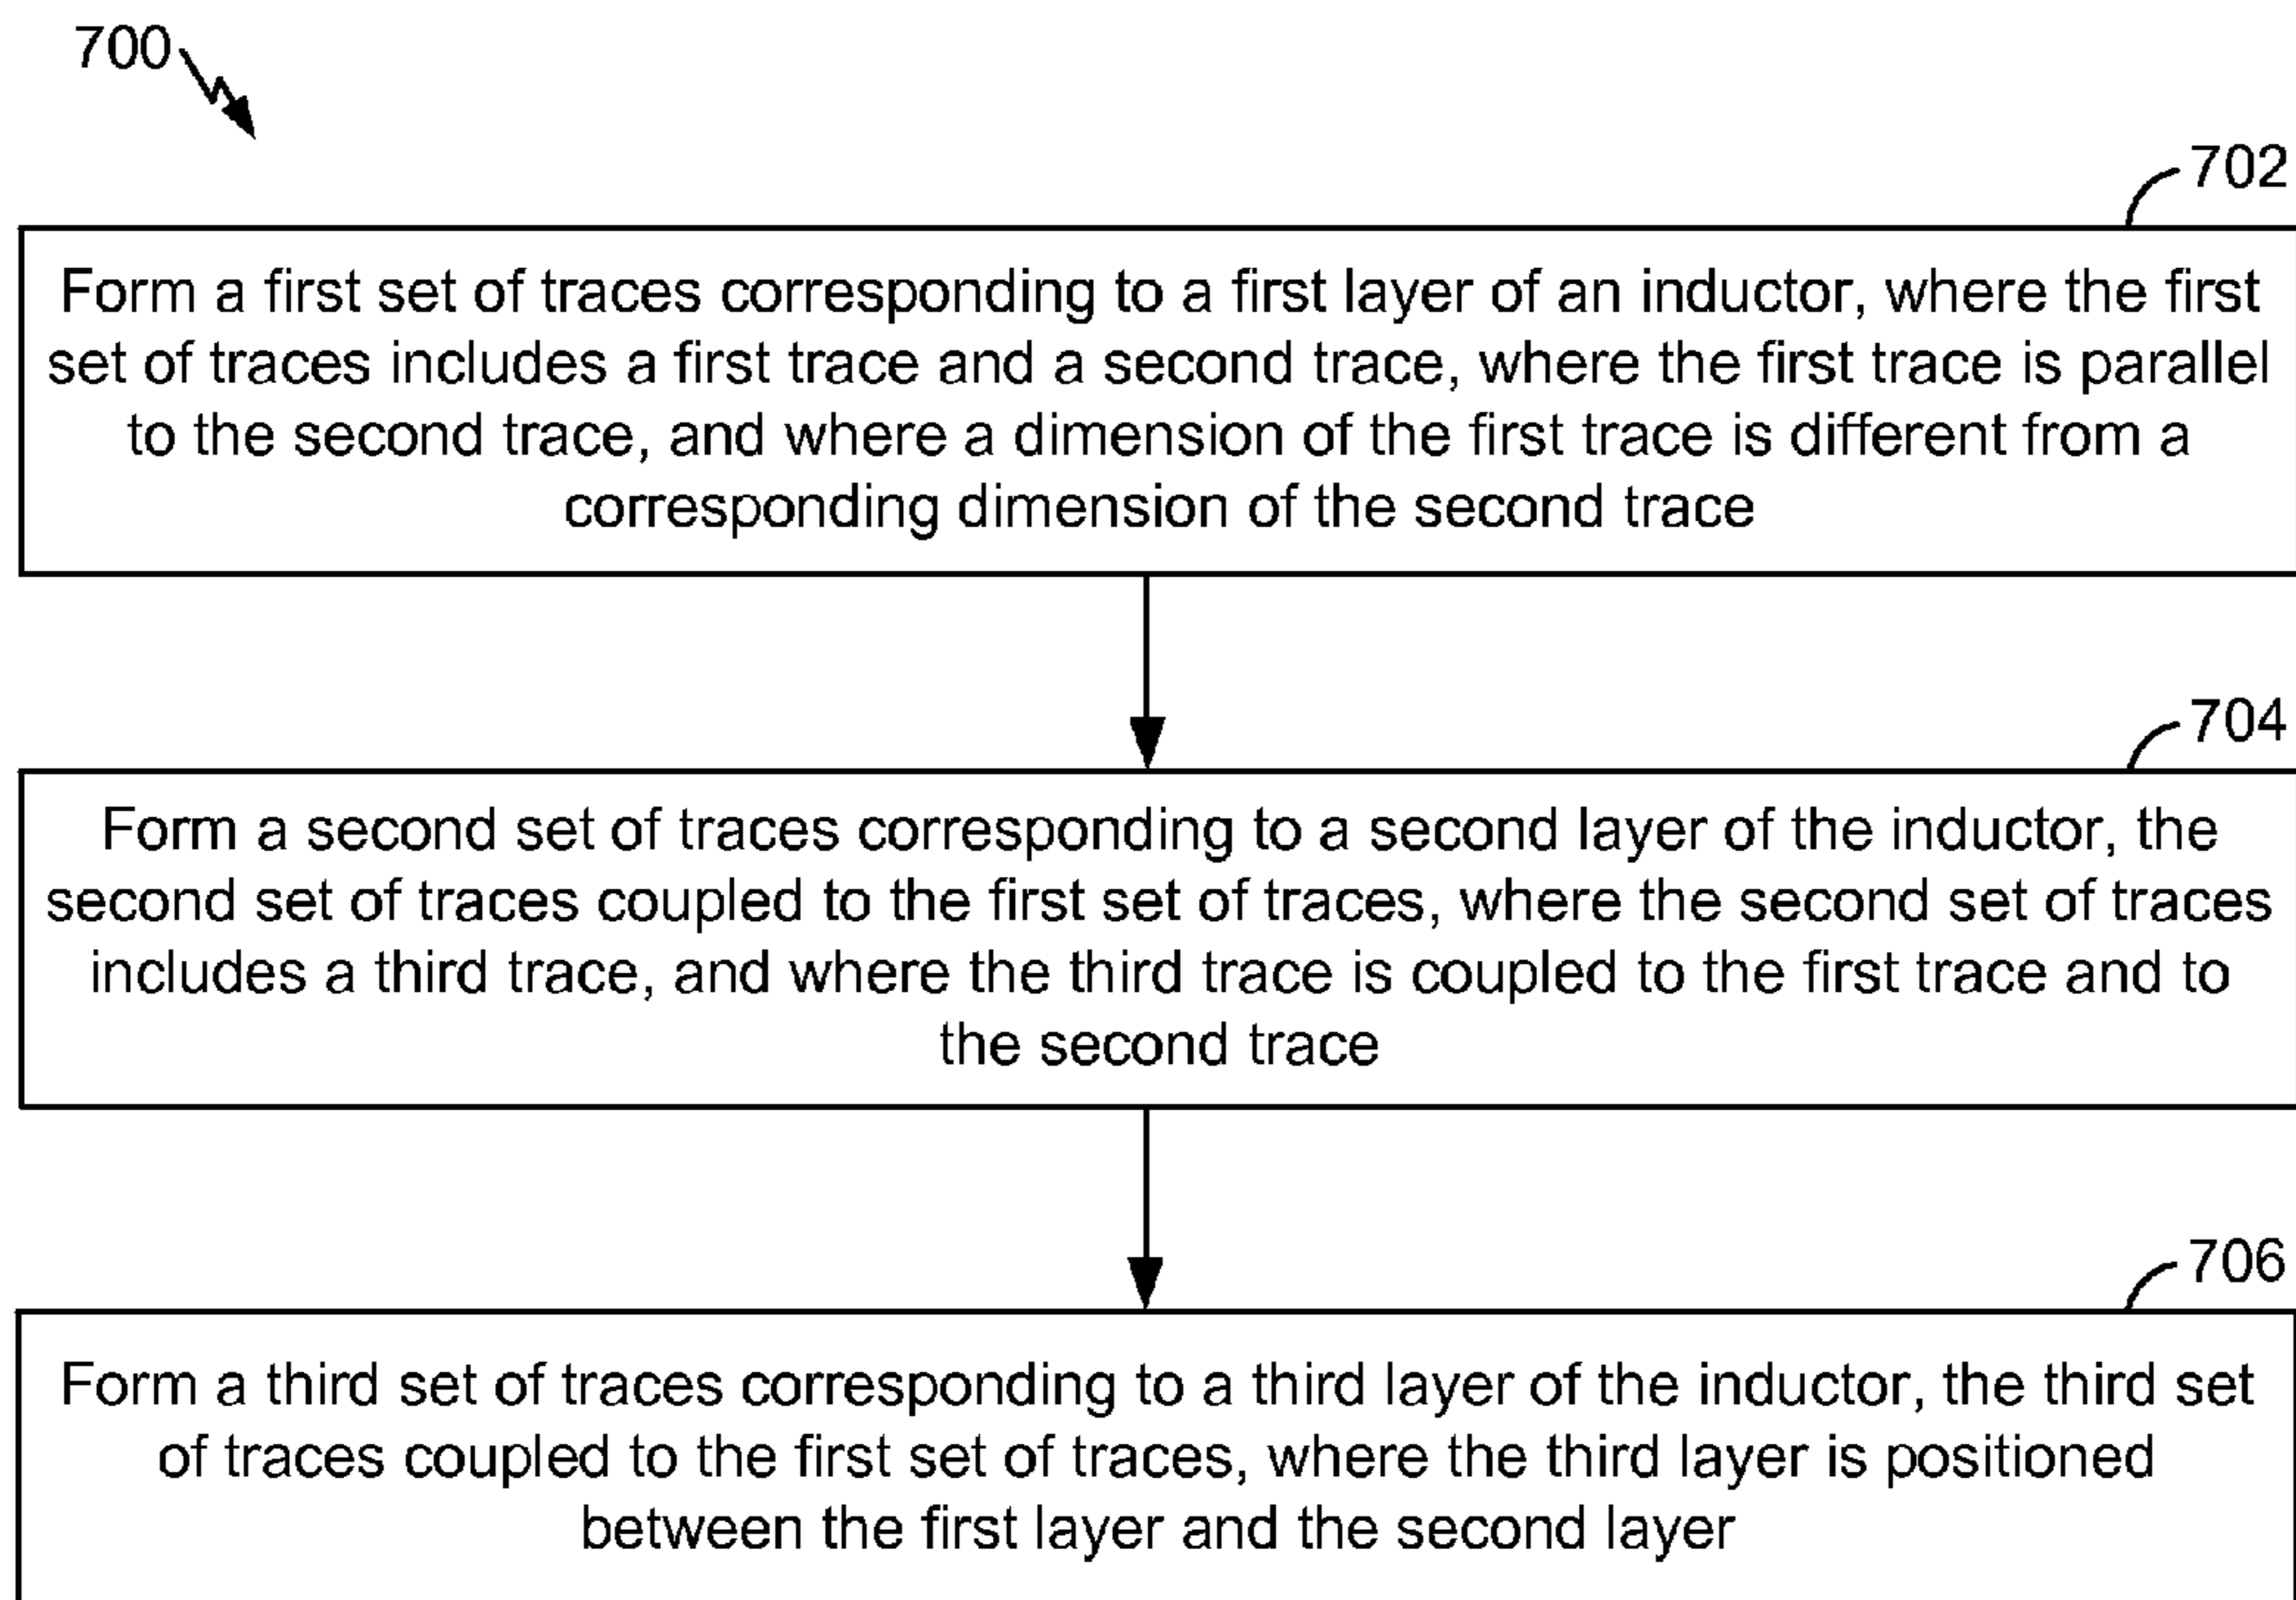 700
702
Form a first set of traces corresponding to a first layer of an inductor, where the first
set of traces includes a first trace and a second trace, where the first trace is parallel
to the second trace, and where a dimension of the first trace is different from a
corresponding dimension of the second trace
704
Form a second set of traces corresponding to a second layer of the inductor, the
second set of traces coupled to the first set of traces, where the second set of traces
includes a third trace, and where the third trace is coupled to the first trace and to
the second trace
706
Form a third set of traces corresponding to a third layer of the inductor, the third set
of traces coupled to the first set of traces, where the third layer is positioned
between the first layer and the second layer